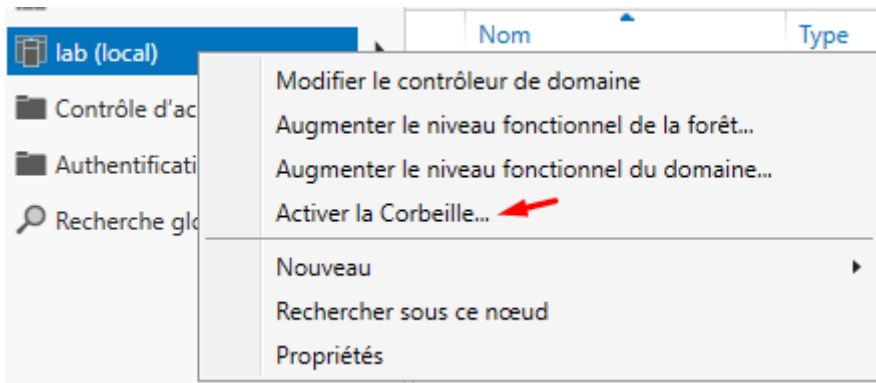 Nom
Type
lab (local)
Modifier le contrôleur de domaine
Contrôle d'ac
Augmenter le niveau fonctionnel de la forêt...
Authentificati
Augmenter le niveau fonctionnel du domaine...
Recherche glo
Activer la Corbeille...
Nouveau
Rechercher sous ce nœud
Propriétés